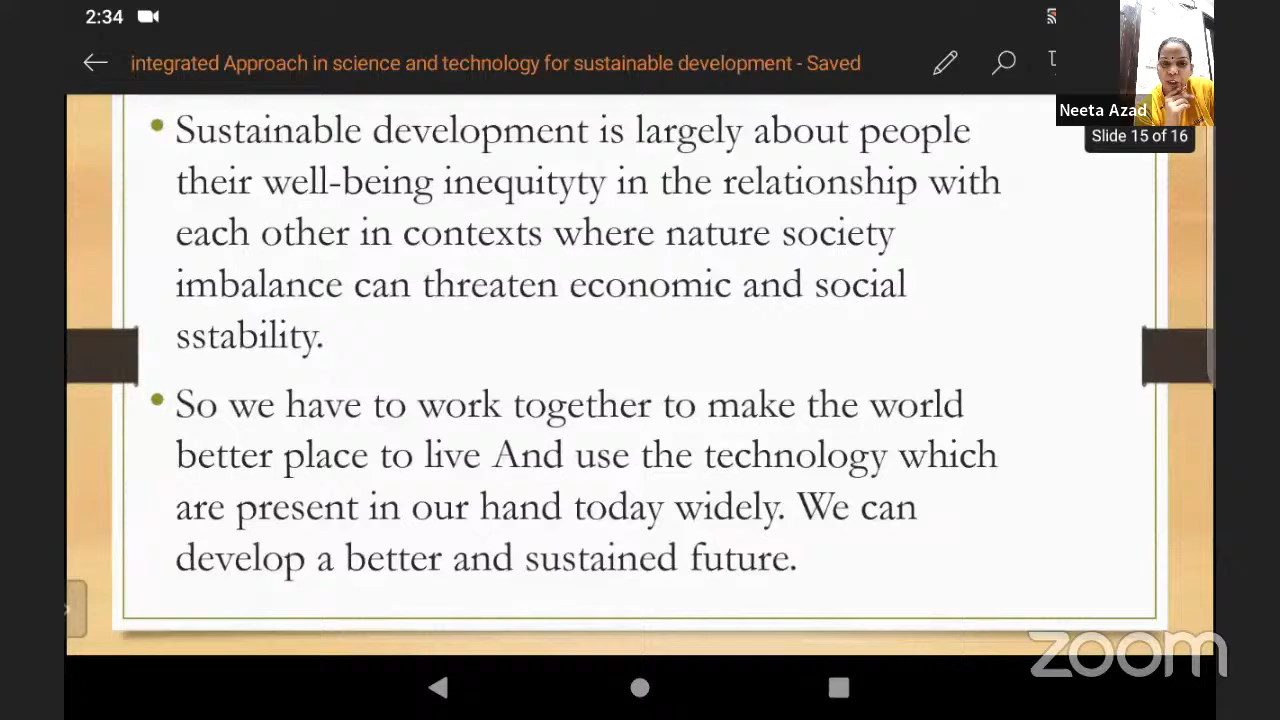 2:34
integrated Approach in science and technology for sustainable development - Saved
Neeta Azad
Slide 15 of 16
• Sustainable development is largely about people
their well-being inequityty in the relationship with
each other in contexts where nature society
imbalance can threaten economic and social
sstability.
• So we have to work together to make the world
better place to live And use the technology which
are present in our hand today widely. We can
develop a better and sustained future.
zoom